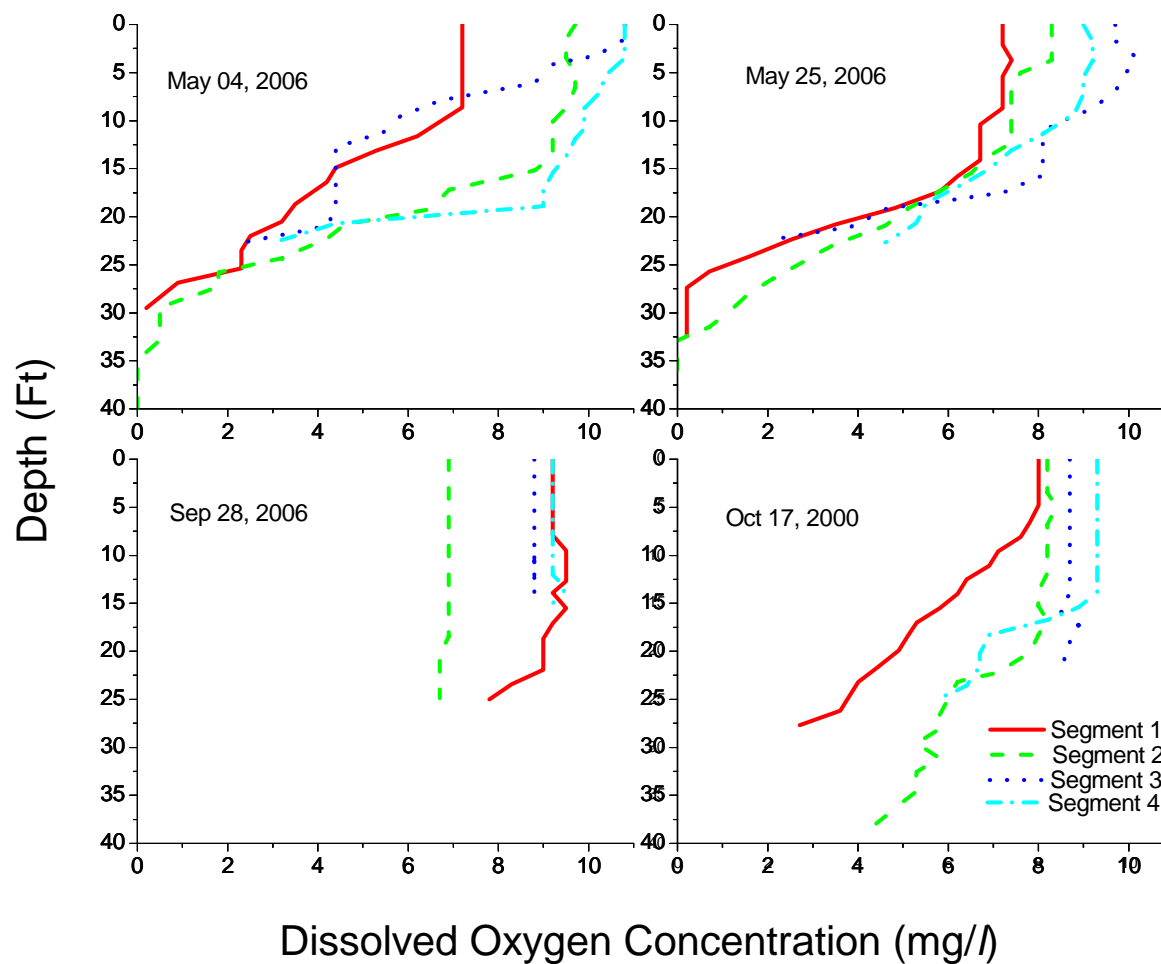 0
5
10
15
20
25
30
35
40
0 2 4 6 8 10
May 04, 2006
0
5
10
15
20
25
30
35
40
0 2 4 6 8 10
May 25, 2006
0
5
10
15
20
25
30
35
40
0 2 4 6 8 10
Sep 28, 2006
0
5
10
15
20
25
30
35
40
0 2 4 6 8 10
Oct 17, 2000
Segment 1
Segment 2
Segment 3
Segment 4
Depth (Ft)
Dissolved Oxygen Concentration (mg/l)